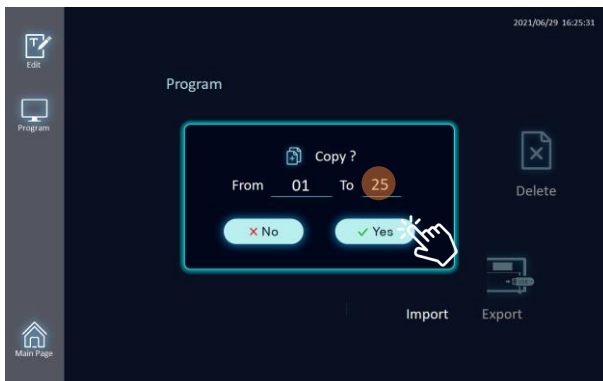 2021/06/29 16:25:31
T
Edit
Program
Program
Copy ?
From 01 To 25
No
Yes
Delete
Import
Export
Main Page